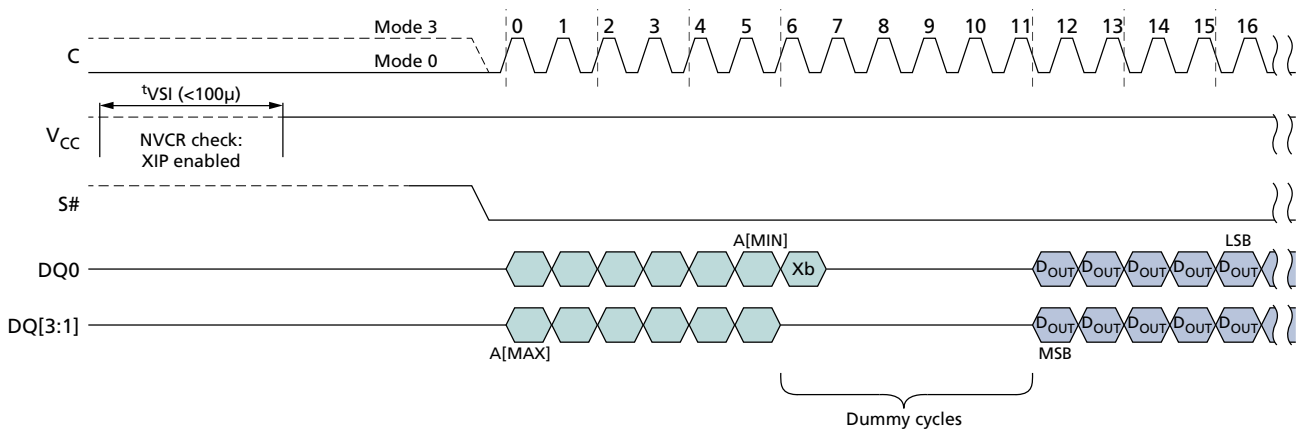 0 1 2 3 4 5 6 7 8 9 10 11 12 13 14 15 16
Mode 3
C
Mode 0
tVSI (<100µ)
VCC
NVCR check:
XIP enabled
S#
A[MIN]
LSB
DQ0
Xb
DOUT DOUT DOUT DOUT DOUT
DQ[3:1]
DOUT DOUT DOUT DOUT DOUT
A[MAX]
MSB
Dummy cycles